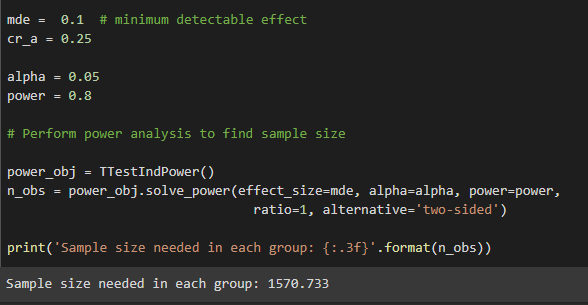 mde =  0.1  # minimum detectable effect
cr_a = 0.25
alpha = 0.05
power = 0.8
# Perform power analysis to find sample size
power_obj = TTestIndPower()
n_obs = power_obj.solve_power(effect_size=mde, alpha=alpha, power=power,
ratio=1, alternative='two-sided')
print('Sample size needed in each group: {:.3f}'.format(n_obs))
Sample size needed in each group: 1570.733